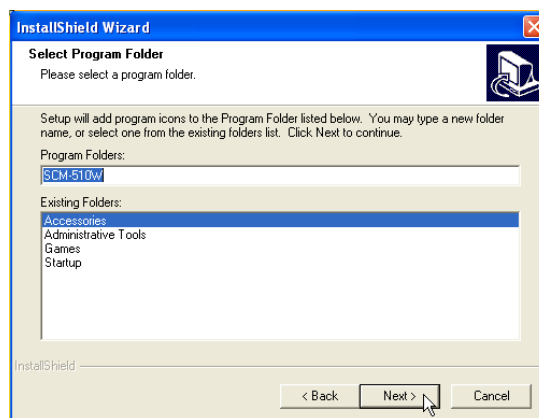 InstallShield Wizard
Select Program Folder
Please select a program folder.
Setup will add program icons to the Program Folder listed below. You may type a new folder
name, or select one from the existing folders list. Click Next to continue.
Program Folders:
SCM-510W
Existing Folders:
Accessories
Administrative Tools
Games
Startup
InstallShield
< Back Next > Cancel